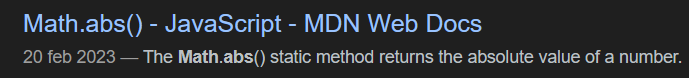 Math.abs() - JavaScript - MDN Web Docs
20 feb 2023 — The Math.abs() static method returns the absolute value of a number.